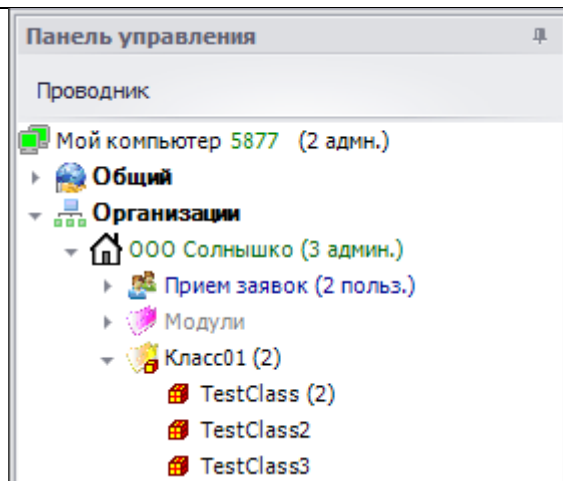 Панель управления
Проводник
Мой компьютер 5877 (2 адмн.)
Общий
Организации
ООО Солнышко (3 админ.)
Прием заявок (2 польз.)
Модули
Класс01 (2)
TestClass (2)
TestClass2
TestClass3